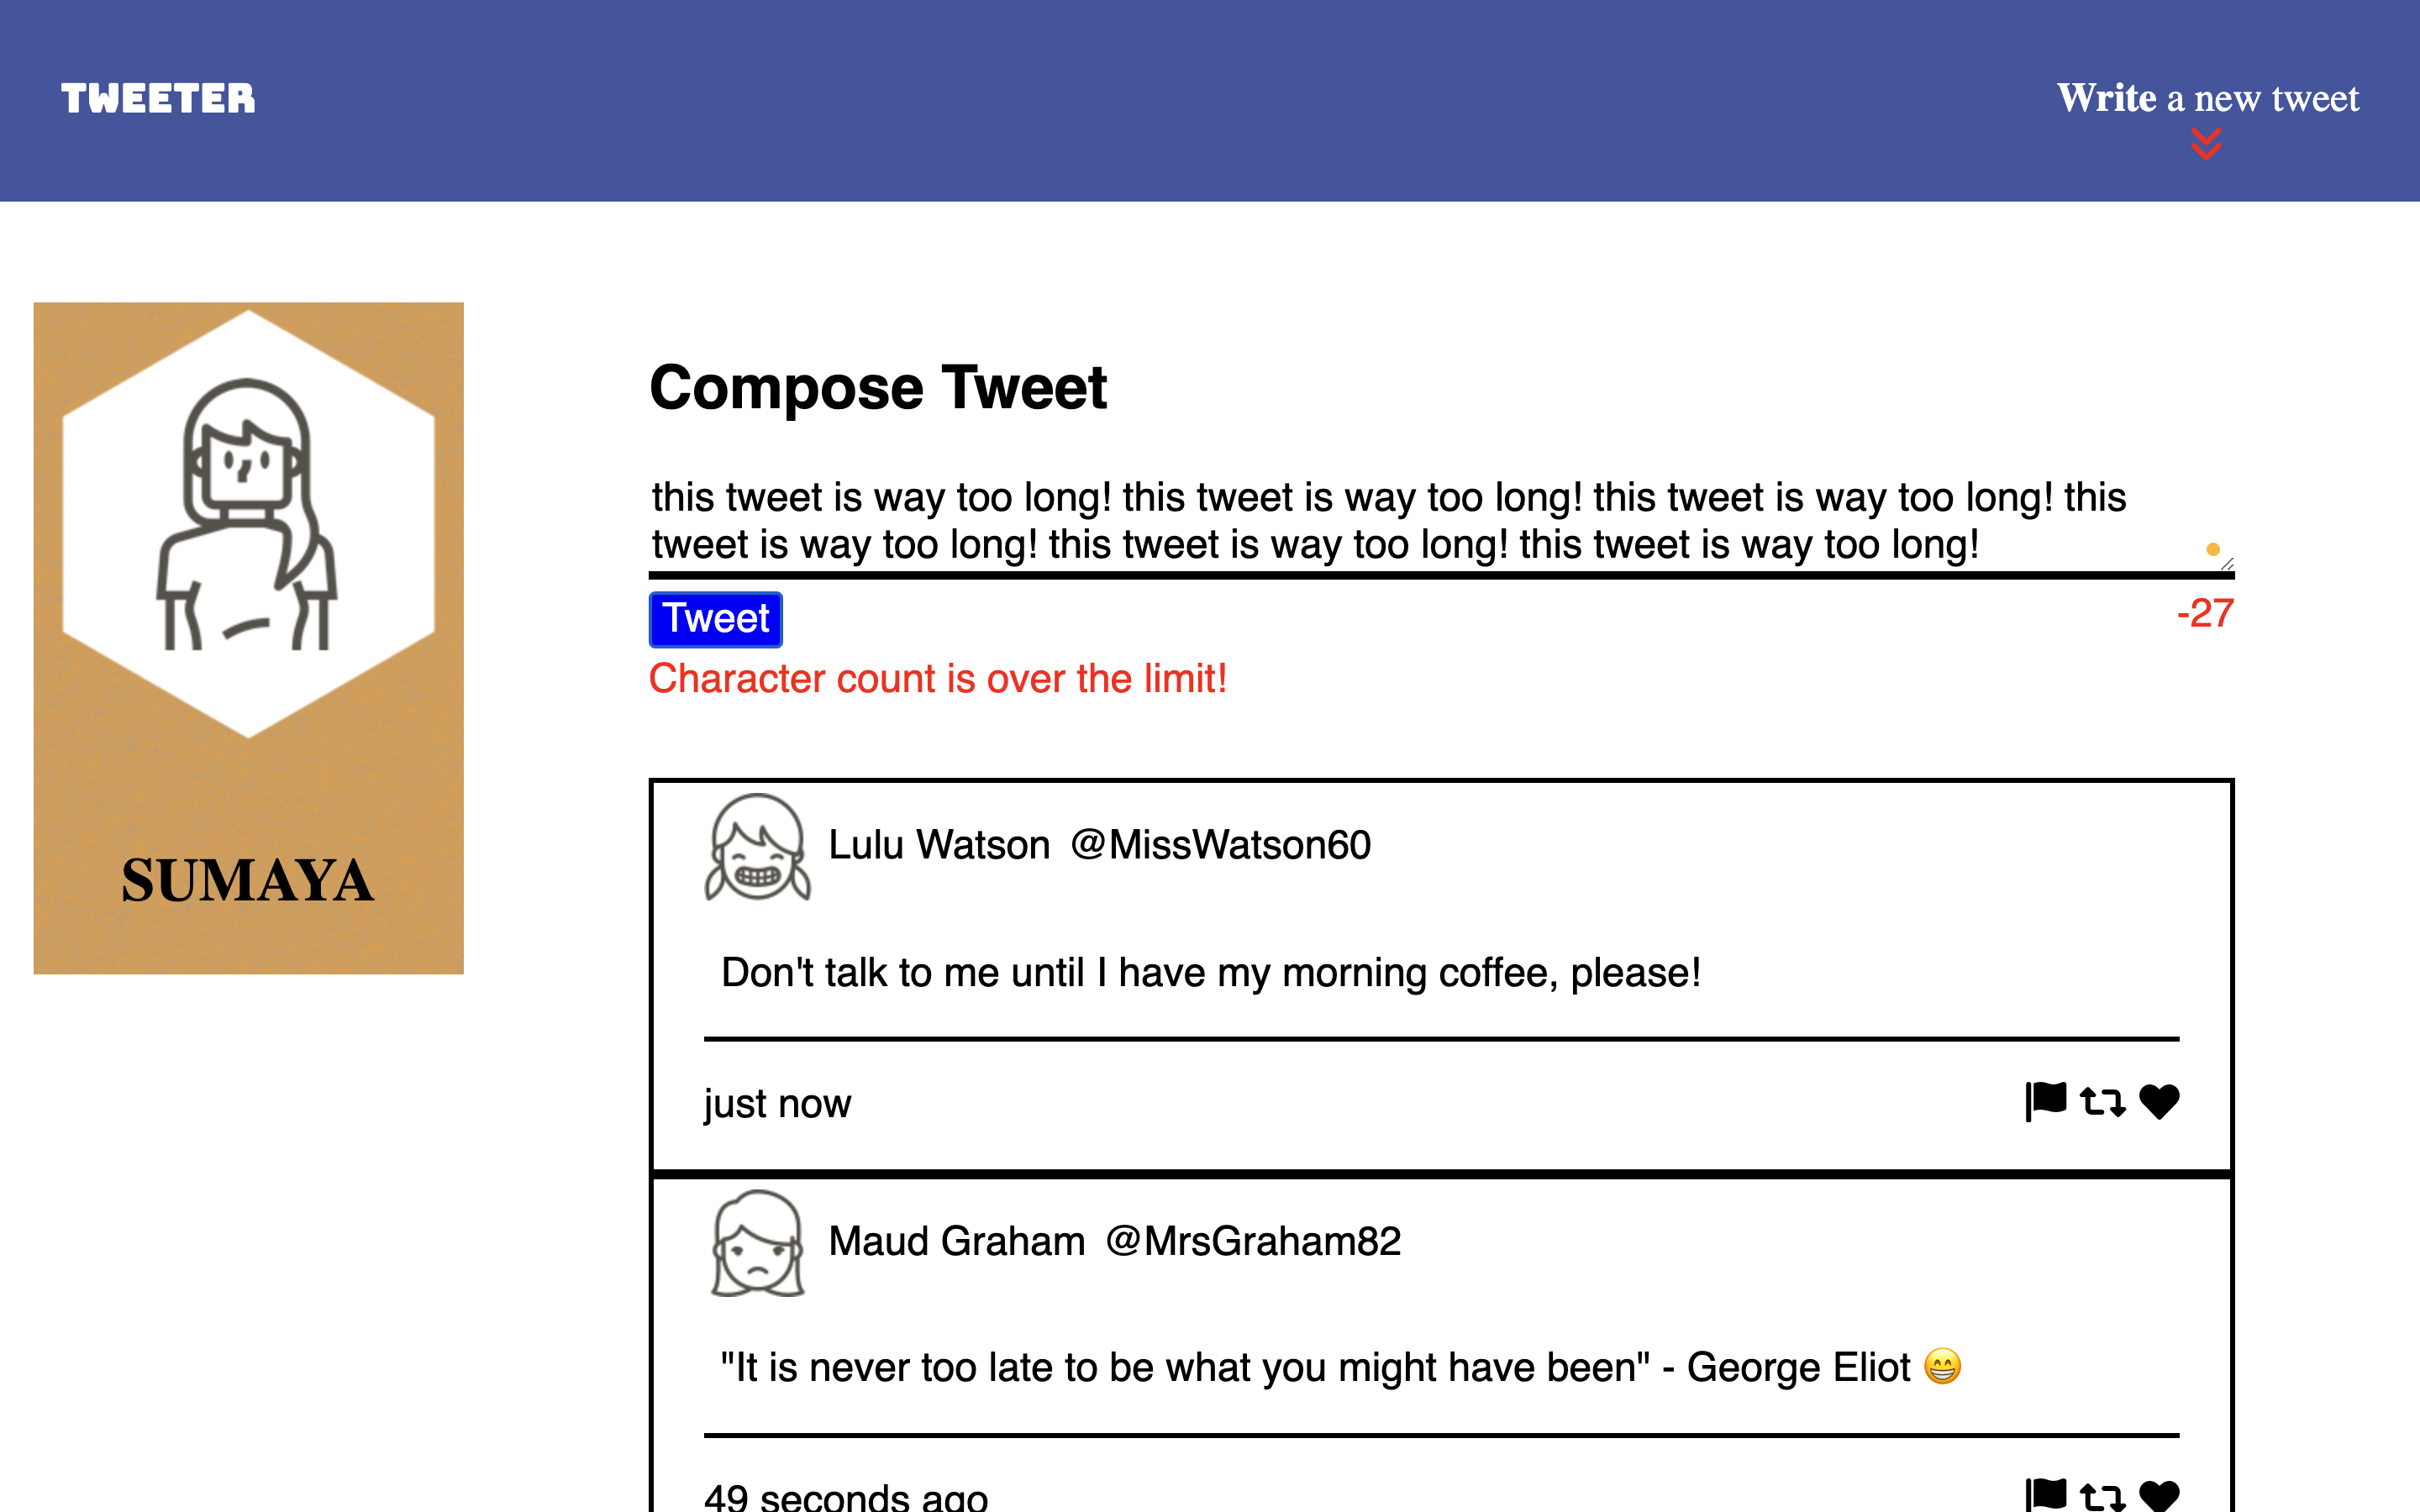 TWEETER
Write a new tweet
SUMAYA
Compose Tweet
this tweet is way too long! this tweet is way too long! this tweet is way too long! this
tweet is way too long! this tweet is way too long! this tweet is way too long!
Tweet
-27
Character count is over the limit!
Lulu Watson @MissWatson60
Don't talk to me until I have my morning coffee, please!
just now
Maud Graham @MrsGraham82
"It is never too late to be what you might have been" - George Eliot 😁
49 seconds ago